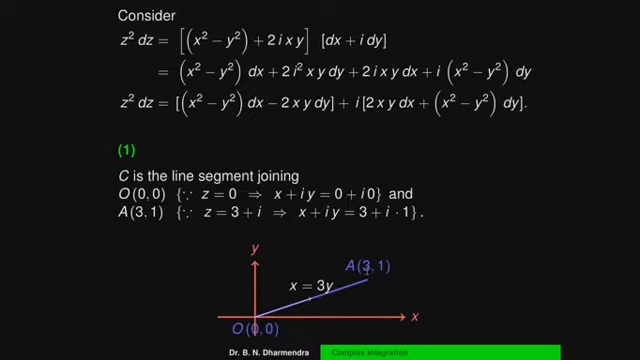 Consider
z² dz = [(x² − y²) + 2 i x y] [dx + i dy]
= (x² − y²) dx + 2 i² x y dy + 2 i x y dx + i (x² − y²) dy
z² dz = [(x² − y²) dx − 2 x y dy] + i [2 x y dx + (x² − y²) dy].
(1)
C is the line segment joining
O (0, 0) {∵ z = 0 ⇒ x + i y = 0 + i 0} and
A (3, 1) {∵ z = 3 + i ⇒ x + i y = 3 + i · 1} .
y
A (3, 1)
x = 3y
x
O (0, 0)
Dr. B. N. Dharmendra Complex Integration